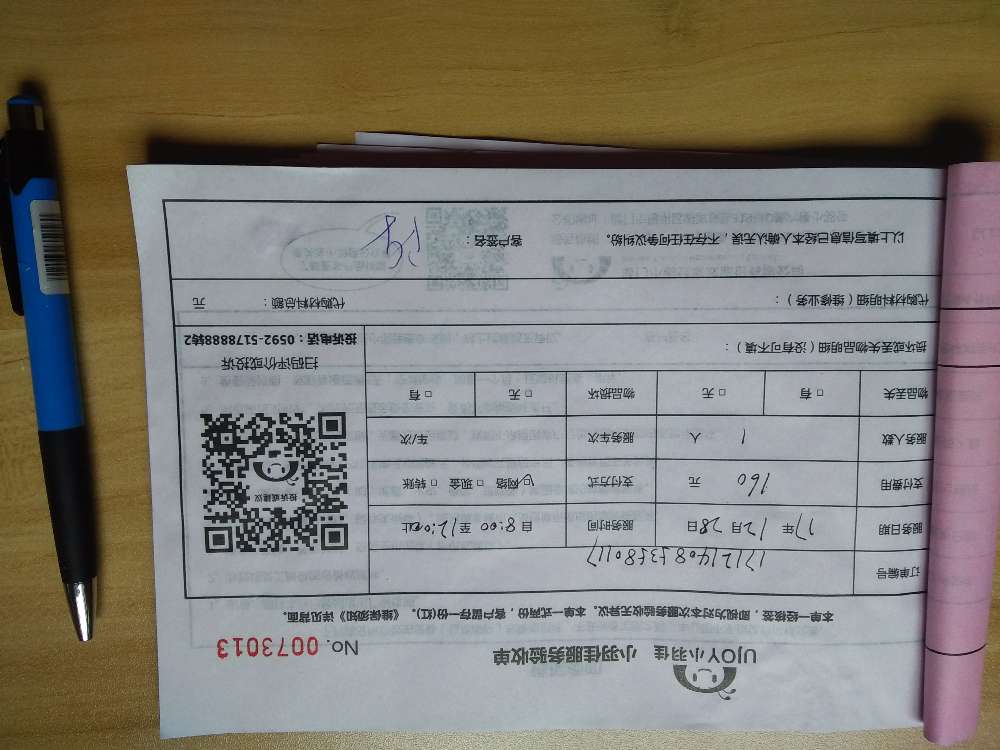 UJOY小羽佳 小羽佳服务验收单 No. 0073013
本单一经核签，即视为对本次服务验收无异议。本单一式两份，客户留存一份(红)。《维保须知》详见背面。
订单编号 1712140853580117
服务日期 17年12月28日 服务时间 自8:00至12:00止
支付费用 160 元 支付方式 ☑网络 □现金 □转账
服务人数 1 人 服务车次 车/次
物品丢失 □有 □无 物品损坏 □有 □无
投诉或建议
扫码评价或投诉
投诉电话：0592-5178888转2
损坏或丢失物品明细（没有可不填）：
代购材料明细（维修业务）： 代购材料总额： 元
以上填写信息已经本人确认无误，不存在任何争议纠纷。 客户签名：